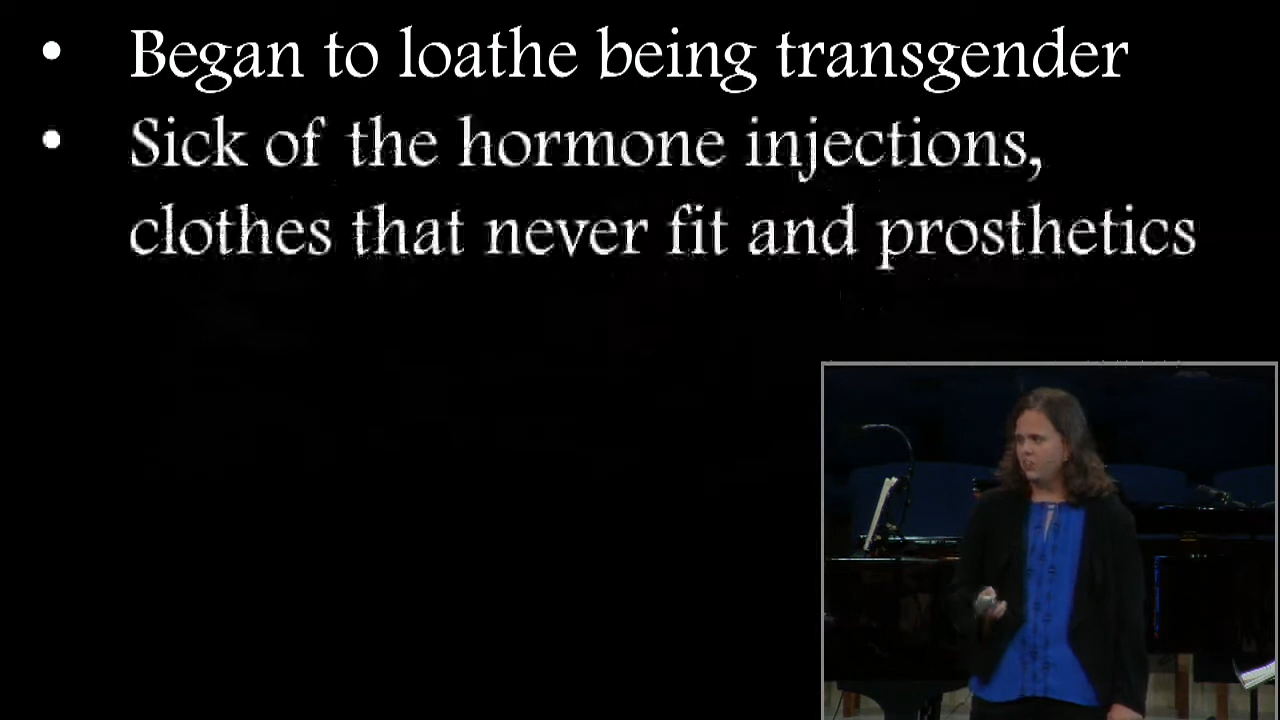 • Began to loathe being transgender
• Sick of the hormone injections,
clothes that never fit and prosthetics